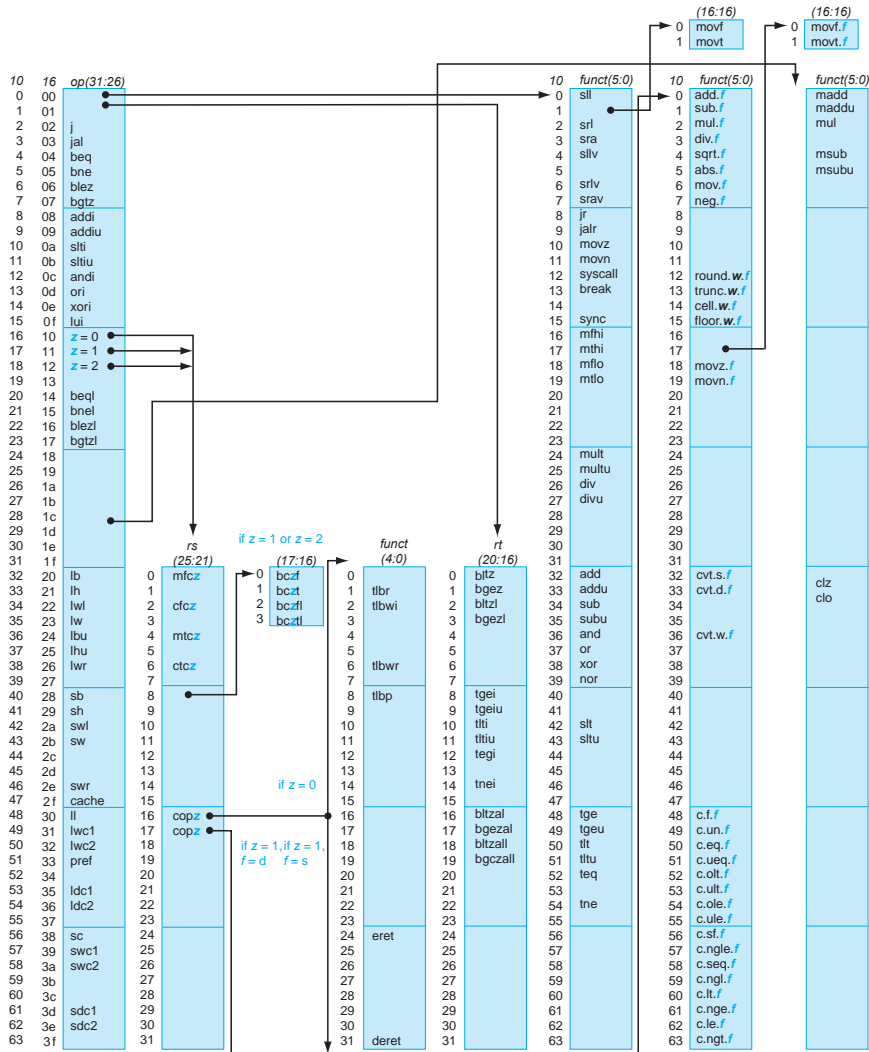 (16:16) (16:16)
0 movf 0 movf.f
1 movt 1 movt.f
10 16 op(31:26) 10 funct(5:0) 10 funct(5:0) funct(5:0)
0 00 0 sll 0 add.f madd
1 01 1 1 sub.f maddu
2 02 j 2 srl 2 mul.f mul
3 03 jal 3 sra 3 div.f
4 04 beq 4 sllv 4 sqrt.f msub
5 05 bne 5 5 abs.f msubu
6 06 blez 6 srlv 6 mov.f
7 07 bgtz 7 srav 7 neg.f
8 08 addi 8 jr 8
9 09 addiu 9 jalr 9
10 0a slti 10 movz 10
11 0b sltiu 11 movn 11
12 0c andi 12 syscall 12 round.w.f
13 0d ori 13 break 13 trunc.w.f
14 0e xori 14 14 cell.w.f
15 0f lui 15 sync 15 floor.w.f
16 10 z = 0 16 mfhi 16
17 11 z = 1 17 mthi 17
18 12 z = 2 18 mflo 18 movz.f
19 13 19 mtlo 19 movn.f
20 14 beql 20 20
21 15 bnel 21 21
22 16 blezl 22 22
23 17 bgtzl 23 23
24 18 24 mult 24
25 19 25 multu 25
26 1a 26 div 26
27 1b 27 divu 27
28 1c 28 28
29 1d 29 29
30 1e rs if z = 1 or z = 2 funct rt 30 30
31 1f (25:21) (17:16) (4:0) (20:16) 31 31
32 20 lb 0 mfcz 0 bczf 0 0 bltz 32 add 32 cvt.s.f clz
33 21 lh 1 1 bczt 1 tlbr 1 bgez 33 addu 33 cvt.d.f clo
34 22 lwl 2 cfcz 2 bczfl 2 tlbwi 2 bltzl 34 sub 34
35 23 lw 3 3 bcztl 3 3 bgezl 35 subu 35
36 24 lbu 4 mtcz 4 4 36 and 36 cvt.w.f
37 25 lhu 5 5 5 37 or 37
38 26 lwr 6 ctcz 6 tlbwr 6 38 xor 38
39 27 7 7 7 39 nor 39
40 28 sb 8 8 tlbp 8 tgei 40 40
41 29 sh 9 9 9 tgeiu 41 41
42 2a swl 10 10 10 tlti 42 slt 42
43 2b sw 11 11 11 tltiu 43 sltu 43
44 2c 12 12 12 tegi 44 44
45 2d 13 13 13 45 45
46 2e swr 14 if z = 0 14 14 tnei 46 46
47 2f cache 15 15 15 47 47
48 30 ll 16 copz 16 16 bltzal 48 tge 48 c.f.f
49 31 lwc1 17 copz 17 17 bgezal 49 tgeu 49 c.un.f
50 32 lwc2 18 if z = 1, if z = 1, 18 18 bltzall 50 tlt 50 c.eq.f
51 33 pref 19 f = d f = s 19 19 bgczall 51 tltu 51 c.ueq.f
52 34 20 20 20 52 teq 52 c.olt.f
53 35 ldc1 21 21 21 53 53 c.ult.f
54 36 ldc2 22 22 22 54 tne 54 c.ole.f
55 37 23 23 23 55 55 c.ule.f
56 38 sc 24 24 eret 24 56 56 c.sf.f
57 39 swc1 25 25 25 57 57 c.ngle.f
58 3a swc2 26 26 26 58 58 c.seq.f
59 3b 27 27 27 59 59 c.ngl.f
60 3c 28 28 28 60 60 c.lt.f
61 3d sdc1 29 29 29 61 61 c.nge.f
62 3e sdc2 30 30 30 62 62 c.le.f
63 3f 31 31 deret 31 63 63 c.ngt.f